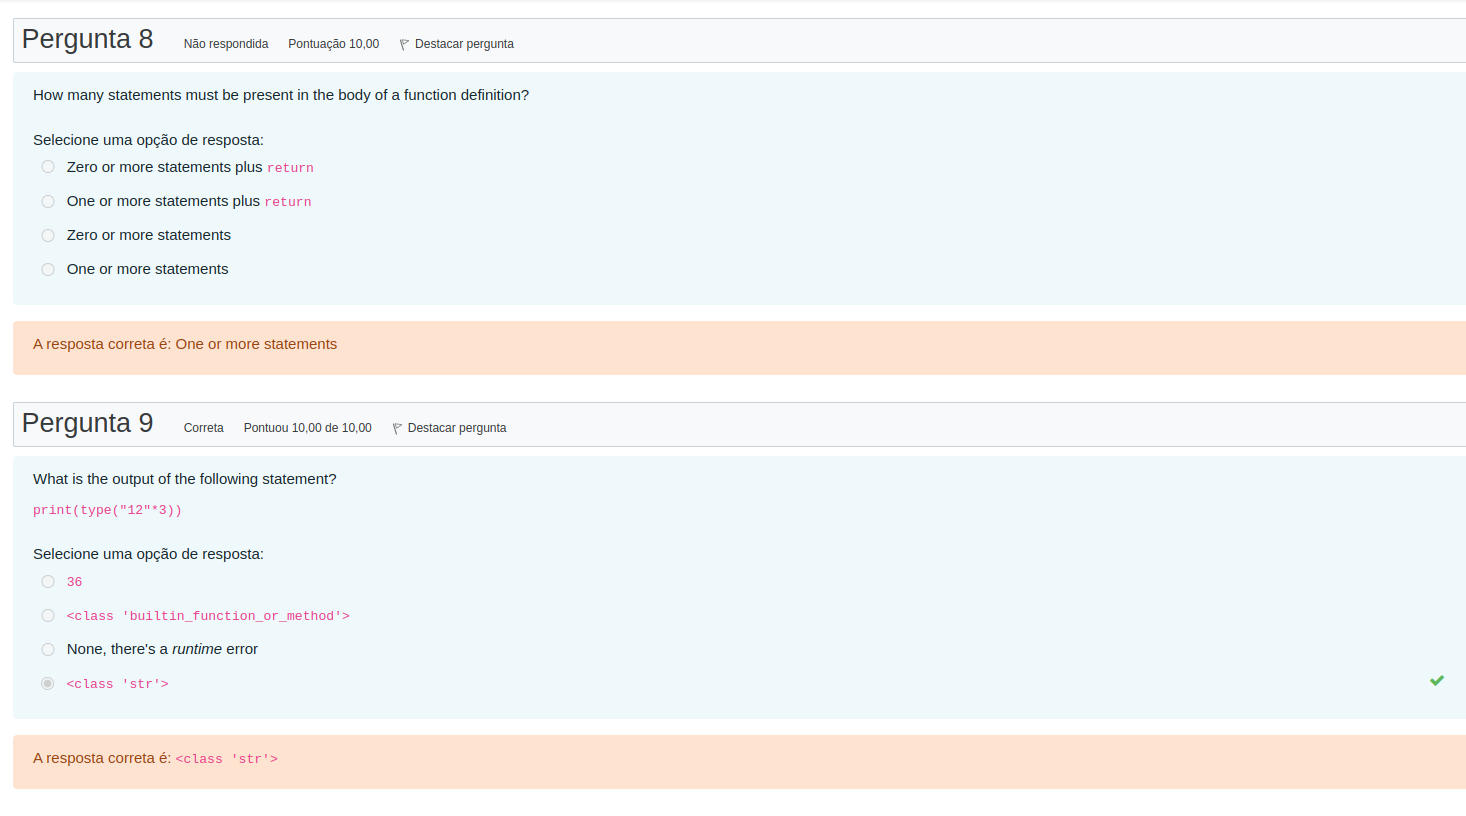 Pergunta 8
Não respondida
Pontuação 10,00
Destacar pergunta
How many statements must be present in the body of a function definition?
Selecione uma opção de resposta:
Zero or more statements plus return
One or more statements plus return
Zero or more statements
One or more statements
A resposta correta é: One or more statements
Pergunta 9
Correta
Pontuou 10,00 de 10,00
Destacar pergunta
What is the output of the following statement?
print(type("12"*3))
Selecione uma opção de resposta:
36
<class 'builtin_function_or_method'>
None, there's a runtime error
<class 'str'>
A resposta correta é: <class 'str'>